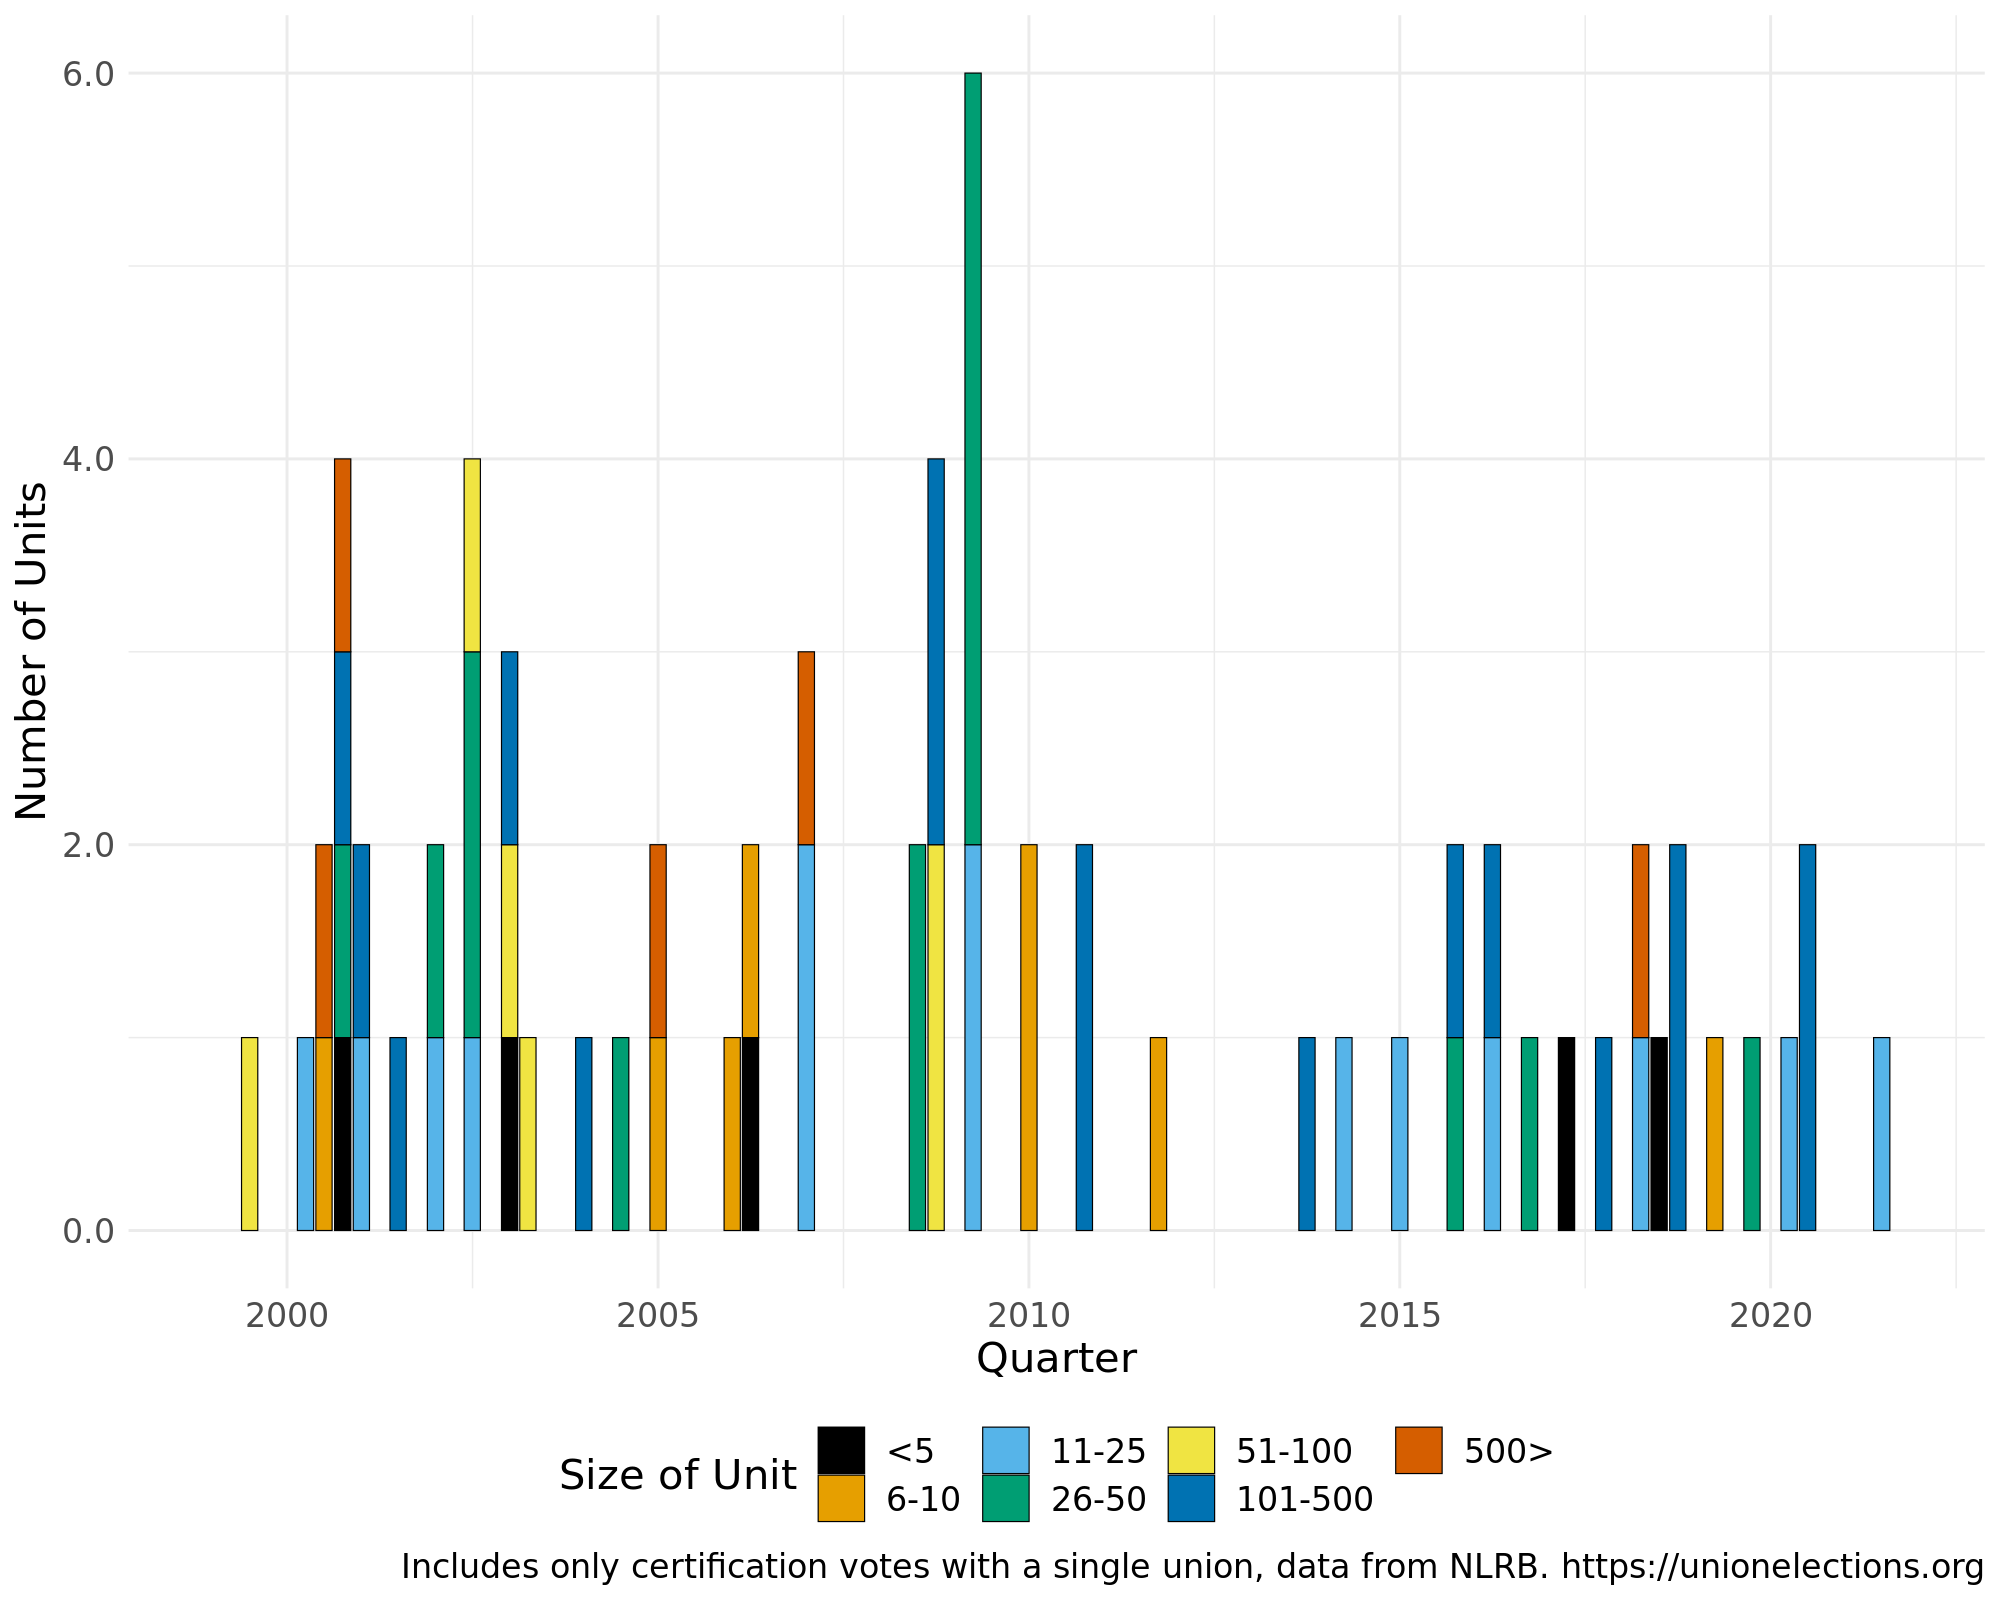 6.0
4.0
2.0
0.0
Number of Units
2000 2005 2010 2015 2020
Quarter
Size of Unit
<5 11-25 51-100 500>
6-10 26-50 101-500
Includes only certification votes with a single union, data from NLRB. https://unionelections.org